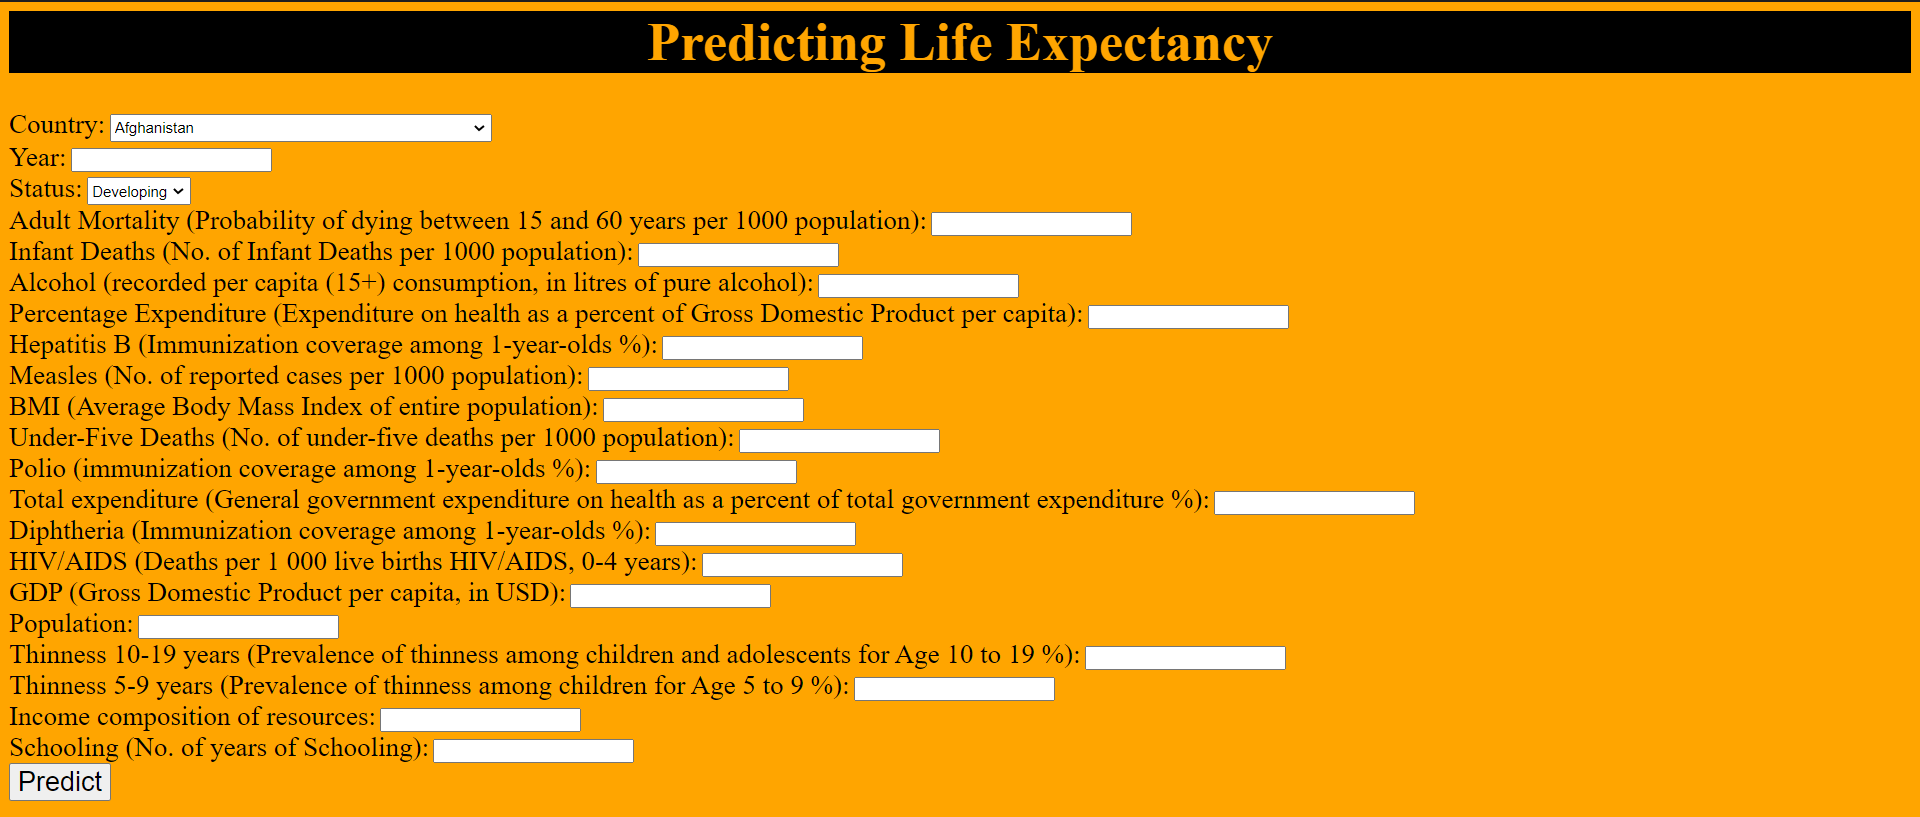 Predicting Life Expectancy
Country: Afghanistan
Year:
Status: Developing
Adult Mortality (Probability of dying between 15 and 60 years per 1000 population):
Infant Deaths (No. of Infant Deaths per 1000 population):
Alcohol (recorded per capita (15+) consumption, in litres of pure alcohol):
Percentage Expenditure (Expenditure on health as a percent of Gross Domestic Product per capita):
Hepatitis B (Immunization coverage among 1-year-olds %):
Measles (No. of reported cases per 1000 population):
BMI (Average Body Mass Index of entire population):
Under-Five Deaths (No. of under-five deaths per 1000 population):
Polio (immunization coverage among 1-year-olds %):
Total expenditure (General government expenditure on health as a percent of total government expenditure %):
Diphtheria (Immunization coverage among 1-year-olds %):
HIV/AIDS (Deaths per 1 000 live births HIV/AIDS, 0-4 years):
GDP (Gross Domestic Product per capita, in USD):
Population:
Thinness 10-19 years (Prevalence of thinness among children and adolescents for Age 10 to 19 %):
Thinness 5-9 years (Prevalence of thinness among children for Age 5 to 9 %):
Income composition of resources:
Schooling (No. of years of Schooling):
Predict